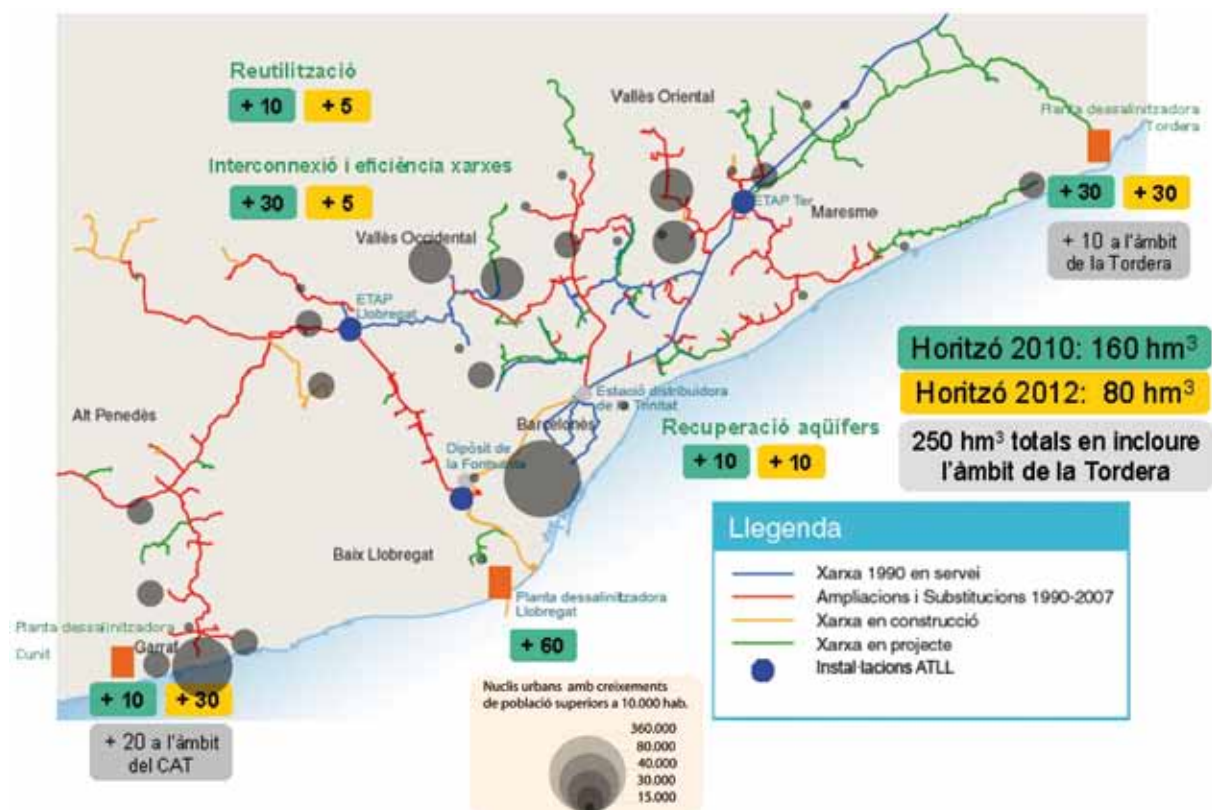 Reutilització
+ 10
+ 5
Vallès Oriental
Planta dessalinitzadora
Tordera
Interconnexió i eficiència xarxes
+ 30
+ 5
ETAP Ter
Maresme
+ 30
+ 30
+ 10 a l'àmbit
de la Tordera
Vallès Occidental
ETAP
Llobregat
Horitzó 2010: 160 hm³
Horitzó 2012: 80 hm³
250 hm³ totals en incloure
l'àmbit de la Tordera
Alt Penedès
Estació distribuidora
de la Trinitat
Barcelonès
Recuperació aqüífers
+ 10
+ 10
Dipòsit de
la Fontsanta
Baix Llobregat
Planta dessalinitzadora
Llobregat
+ 60
Planta dessalinitzadora
Cunit
Garraf
+ 10
+ 30
+ 20 a l'àmbit
del CAT
Llegenda
Xarxa 1990 en servei
Ampliacions i Substitucions 1990-2007
Xarxa en construcció
Xarxa en projecte
Instal·lacions ATLL
Nuclis urbans amb creixements
de població superiors a 10.000 hab.
360.000
80.000
40.000
30.000
15.000